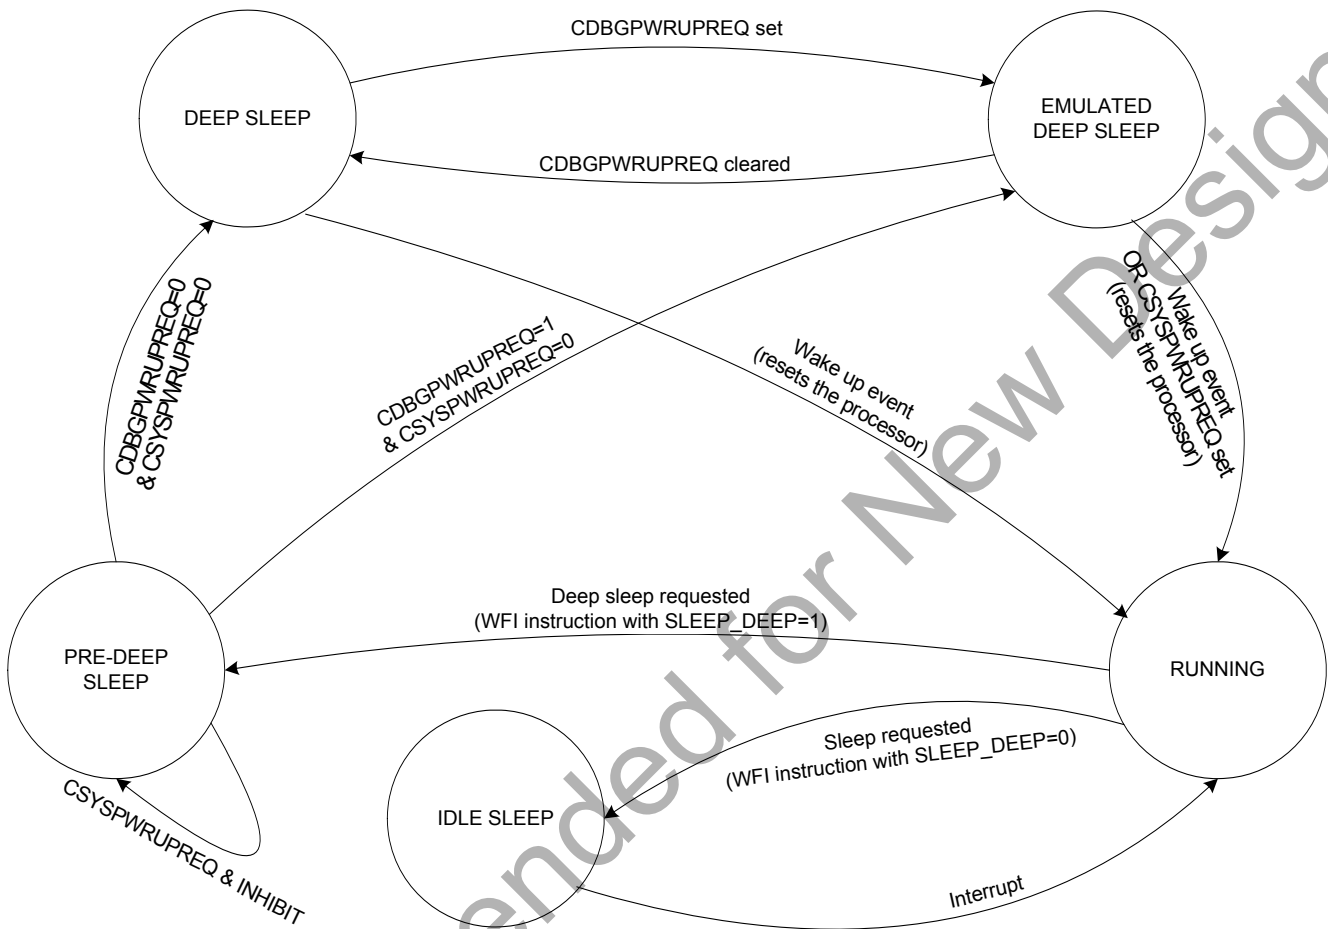 CDBGPWRUPREQ set
DEEP SLEEP
EMULATED
DEEP SLEEP
CDBGPWRUPREQ cleared
CDBGPWRUPREQ=0
& CSYSPWRUPREQ=0
CDBGPWRUPREQ=1
& CSYSPWRUPREQ=0
Wake up event
(resets the processor)
Wake up event
OR CSYSPWRUPREQ set
(resets the processor)
Deep sleep requested
(WFI instruction with SLEEP_DEEP=1)
PRE-DEEP
SLEEP
RUNNING
Sleep requested
(WFI instruction with SLEEP_DEEP=0)
IDLE SLEEP
CSYSPWRUPREQ & INHIBIT
Interrupt
ended for New Design